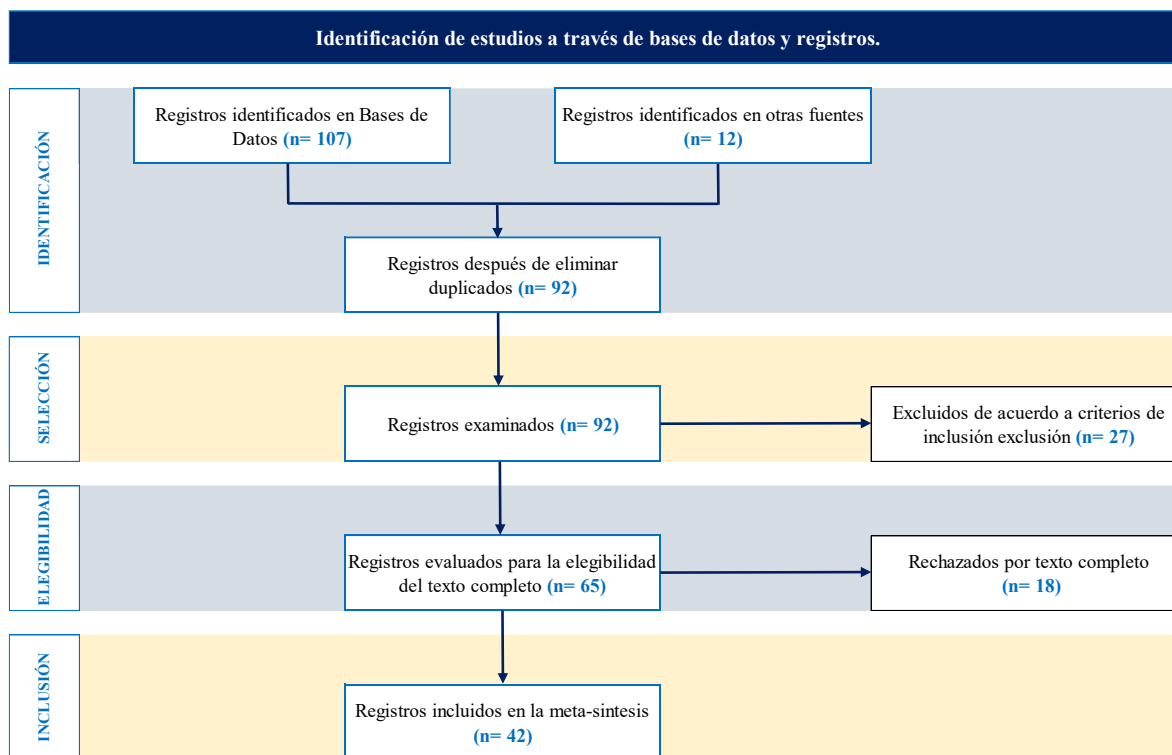 Identificación de estudios a través de bases de datos y registros.
IDENTIFICACIÓN
Registros identificados en Bases de
Datos (n= 107)
Registros identificados en otras fuentes
(n= 12)
Registros después de eliminar
duplicados (n= 92)
SELECCIÓN
Registros examinados (n= 92)
Excluidos de acuerdo a criterios de
inclusión exclusión (n= 27)
ELEGIBILIDAD
Registros evaluados para la elegibilidad
del texto completo (n= 65)
Rechazados por texto completo
(n= 18)
INCLUSIÓN
Registros incluidos en la meta-sintesis
(n= 42)